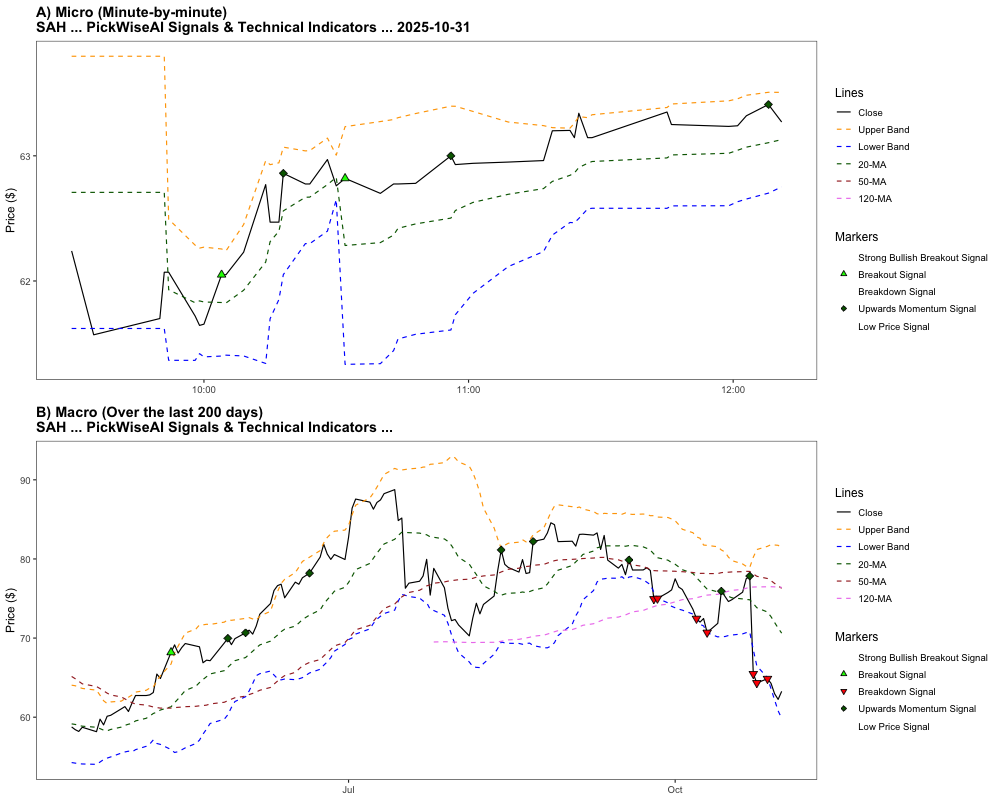 A) Micro (Minute-by-minute)
SAH ... PickWiseAI Signals & Technical Indicators ... 2025-10-31
Price ($)
63
62
10:00
11:00
12:00
Lines
Close
Upper Band
Lower Band
20-MA
50-MA
120-MA
Markers
Strong Bullish Breakout Signal
Breakout Signal
Breakdown Signal
Upwards Momentum Signal
Low Price Signal
B) Macro (Over the last 200 days)
SAH ... PickWiseAI Signals & Technical Indicators ...
Price ($)
90
80
70
60
Jul
Oct
Lines
Close
Upper Band
Lower Band
20-MA
50-MA
120-MA
Markers
Strong Bullish Breakout Signal
Breakout Signal
Breakdown Signal
Upwards Momentum Signal
Low Price Signal